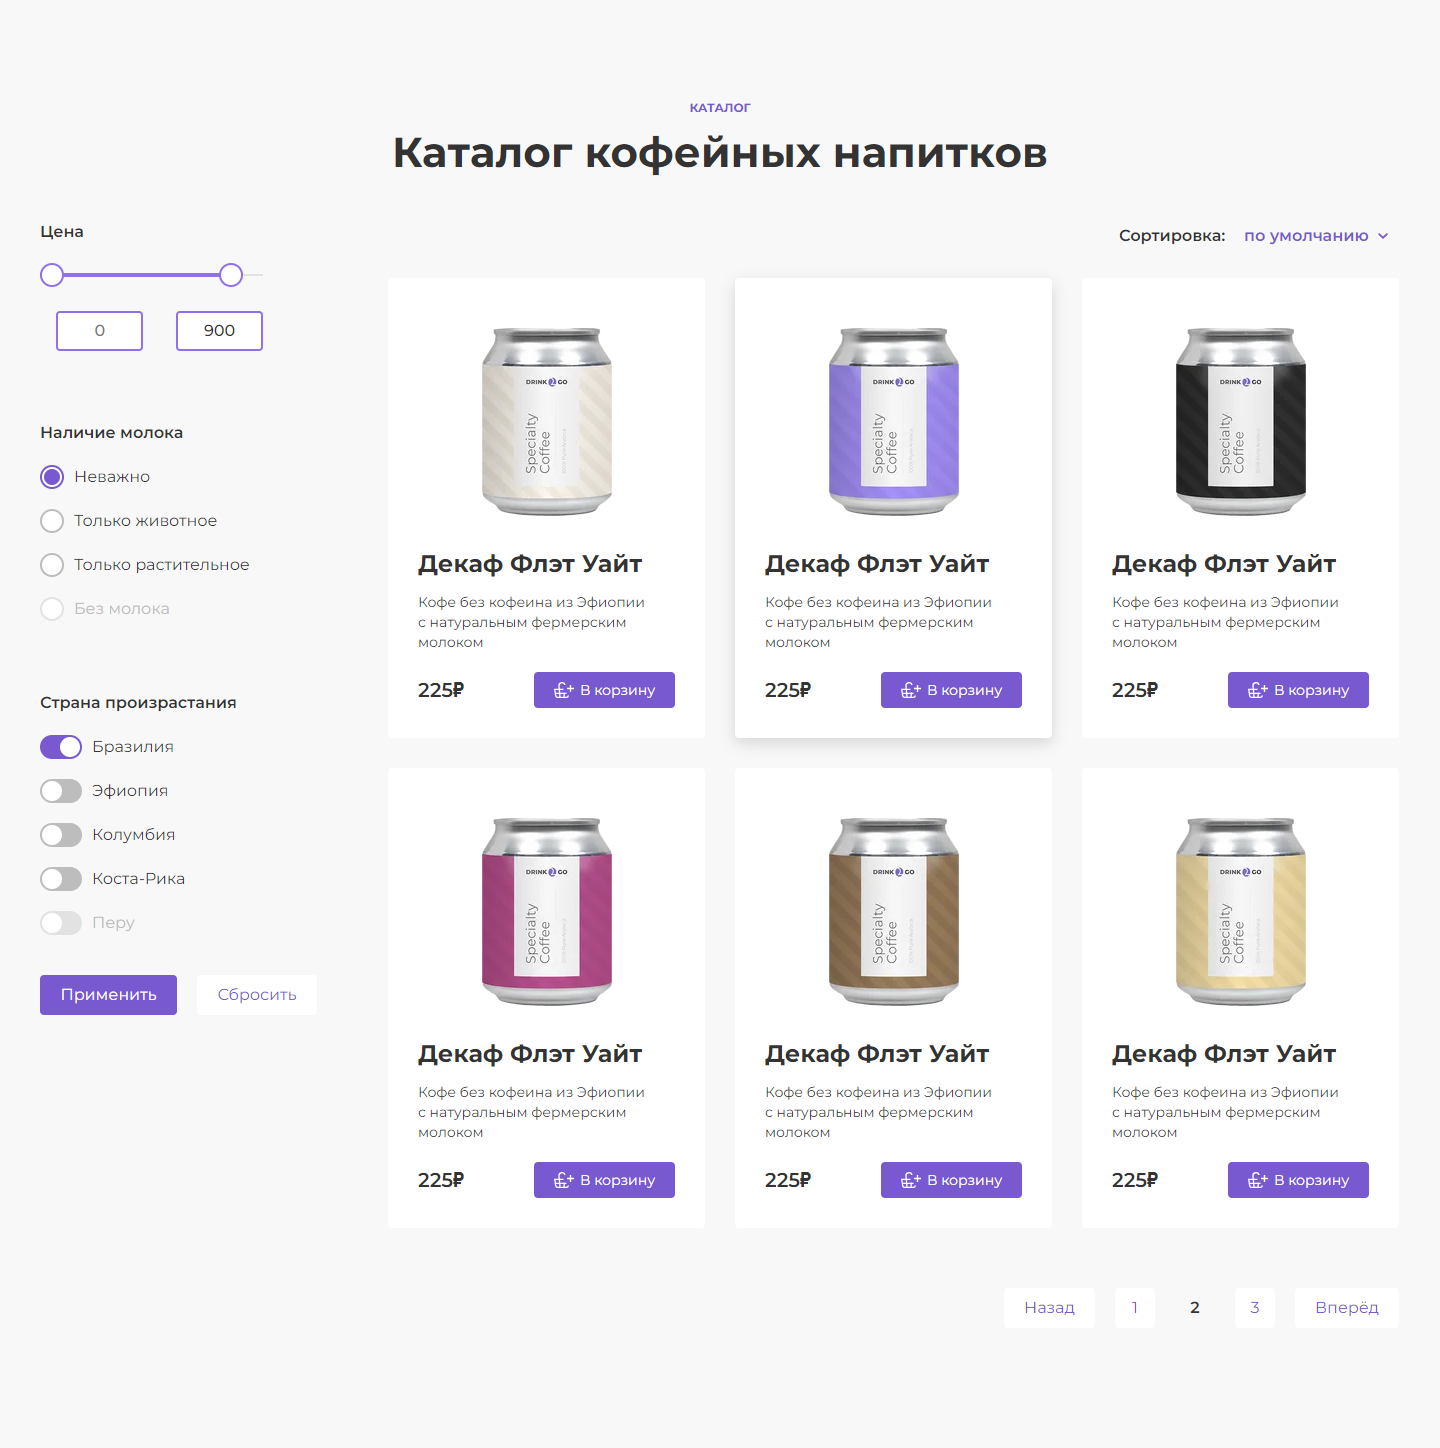 КАТАЛОГ
Каталог кофейных напитков
Цена
0
900
Наличие молока
Неважно
Только животное
Только растительное
Без молока
Страна произрастания
Бразилия
Эфиопия
Колумбия
Коста-Рика
Перу
Применить
Сбросить
Сортировка: по умолчанию
DRINK 2 GO
Specialty
Coffee
Декаф Флэт Уайт
Кофе без кофеина из Эфиопии
с натуральным фермерским
молоком
225₽
В корзину
DRINK 2 GO
Specialty
Coffee
Декаф Флэт Уайт
Кофе без кофеина из Эфиопии
с натуральным фермерским
молоком
225₽
В корзину
DRINK 2 GO
Specialty
Coffee
Декаф Флэт Уайт
Кофе без кофеина из Эфиопии
с натуральным фермерским
молоком
225₽
В корзину
DRINK 2 GO
Specialty
Coffee
Декаф Флэт Уайт
Кофе без кофеина из Эфиопии
с натуральным фермерским
молоком
225₽
В корзину
DRINK 2 GO
Specialty
Coffee
Декаф Флэт Уайт
Кофе без кофеина из Эфиопии
с натуральным фермерским
молоком
225₽
В корзину
DRINK 2 GO
Specialty
Coffee
Декаф Флэт Уайт
Кофе без кофеина из Эфиопии
с натуральным фермерским
молоком
225₽
В корзину
Назад
1
2
3
Вперёд